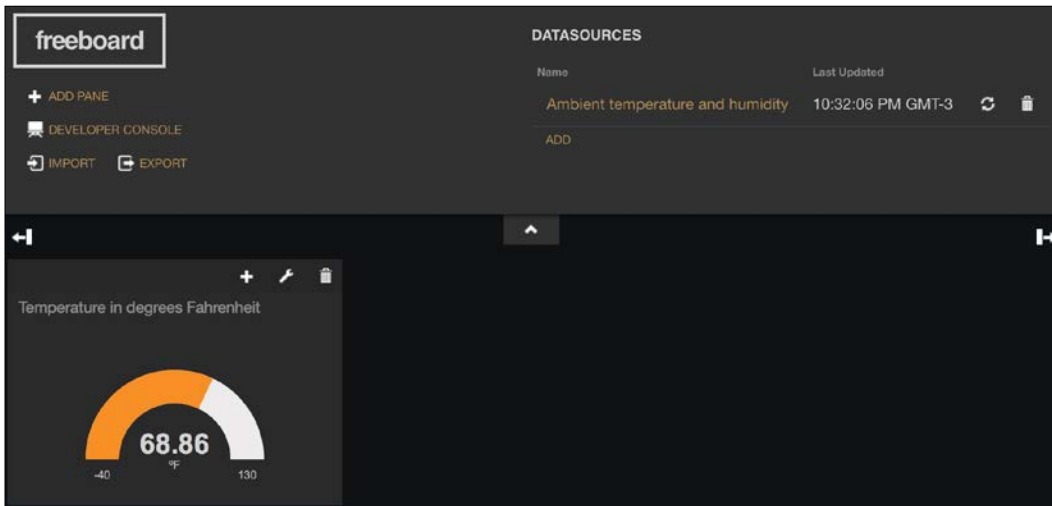 freeboard
ADD PANE
DEVELOPER CONSOLE
IMPORT EXPORT
DATASOURCES
Name Last Updated
Ambient temperature and humidity 10:32:06 PM GMT-3
ADD
Temperature in degrees Fahrenheit
68.86
°F
-40 130